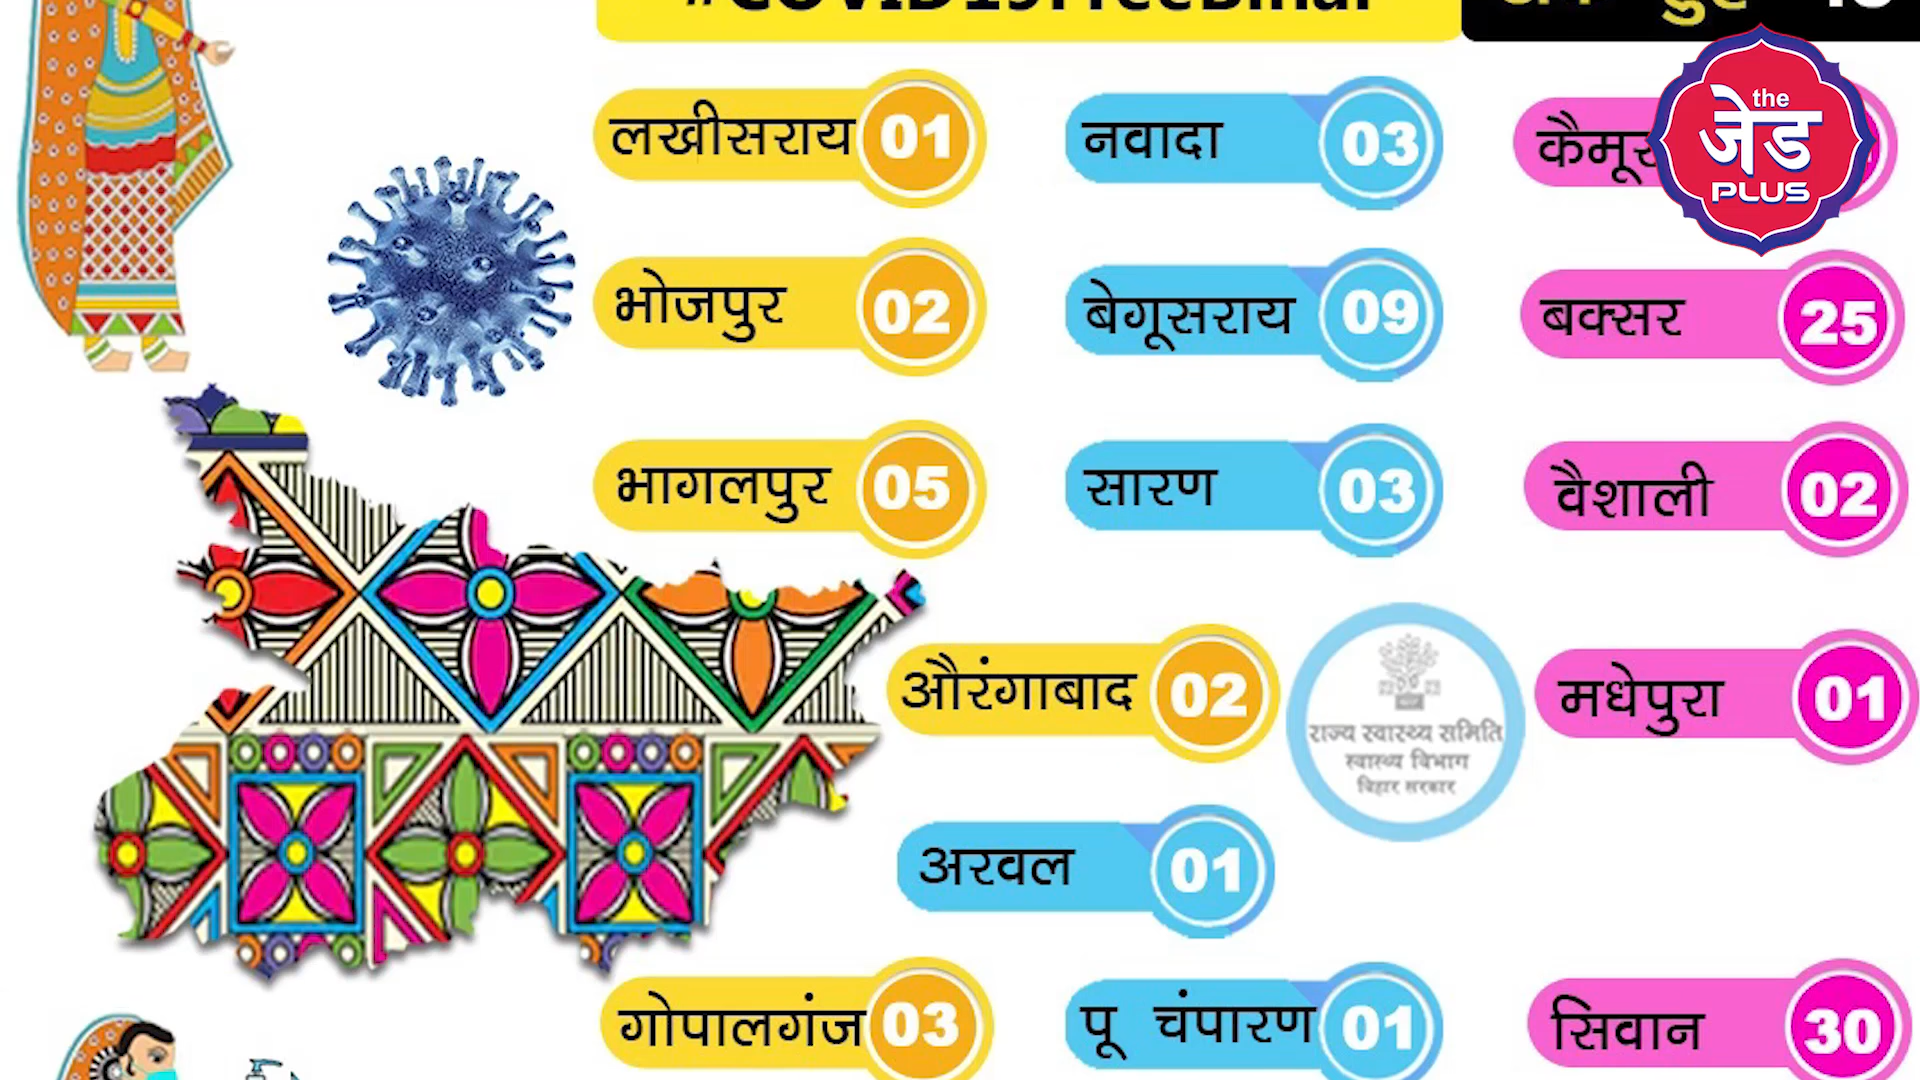 #COVID19FreeBihar
the
जेड
PLUS
लखीसराय 01
नवादा 03
भोजपुर 02
बेगूसराय 09
बक्सर 25
भागलपुर 05
सारण 03
वैशाली 02
औरंगाबाद 02
राज्य स्वास्थ्य समिति
स्वास्थ्य विभाग
बिहार सरकार
मधेपुरा 01
अरवल 01
गोपालगंज 03
पू चंपारण 01
सिवान 30